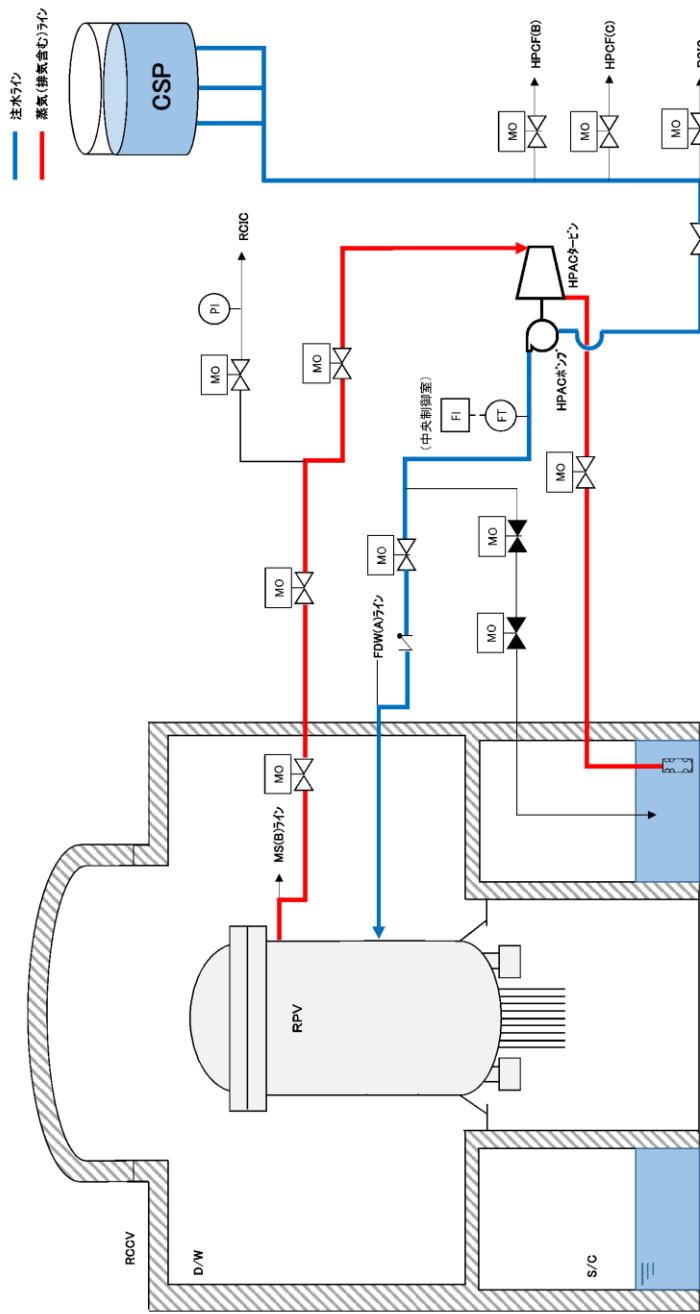 注水ライン
蒸気(排気含む)ライン
RCCV
CSP
D/W
MO
PI
RCIC
MS(B)ライン
MO
MO
RPV
MO
FDW(A)ライン
MO
(中央制御室)
FI
FT
MO
MO
MO
HPCF(B)
HPACポンプ
HPACタービン
MO
MO
HPCF(C)
S/C
MO